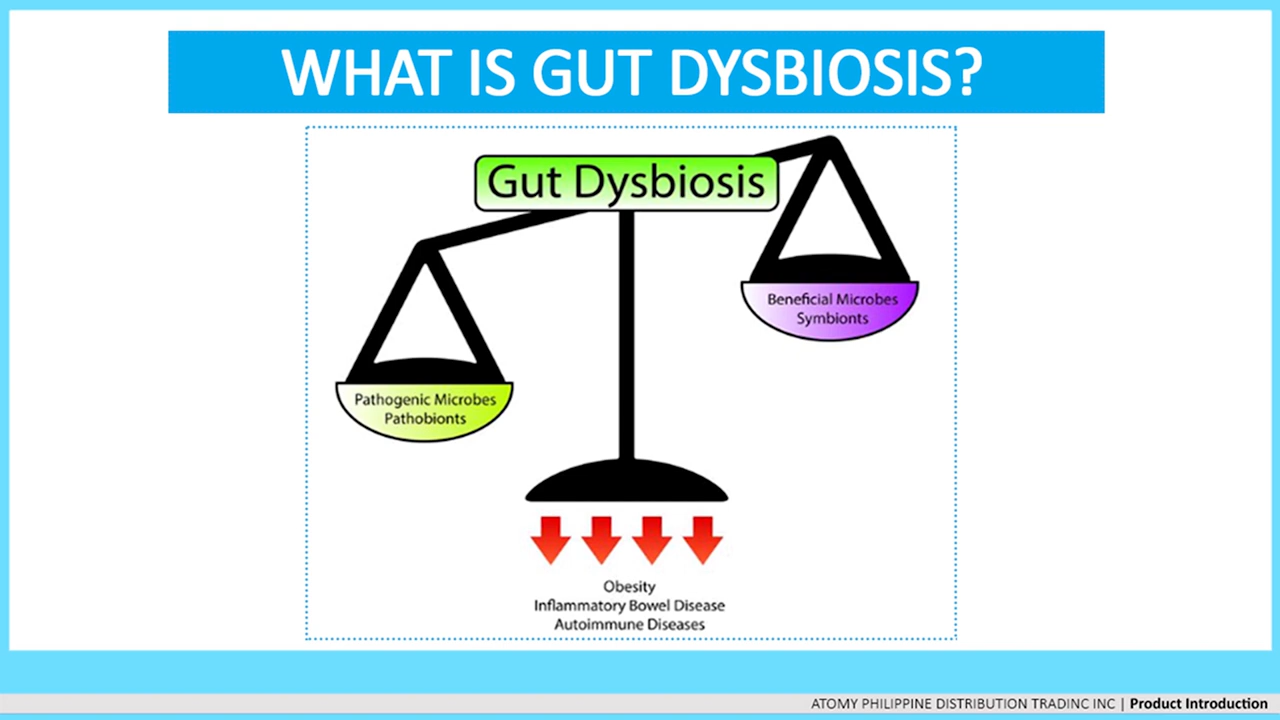 WHAT IS GUT DYSBIOSIS?
Gut Dysbiosis
Beneficial Microbes
Symbionts
Pathogenic Microbes
Pathobionts
Obesity
Inflammatory Bowel Disease
Autoimmune Diseases
ATOMY PHILIPPINE DISTRIBUTION TRADINC INC | Product Introduction